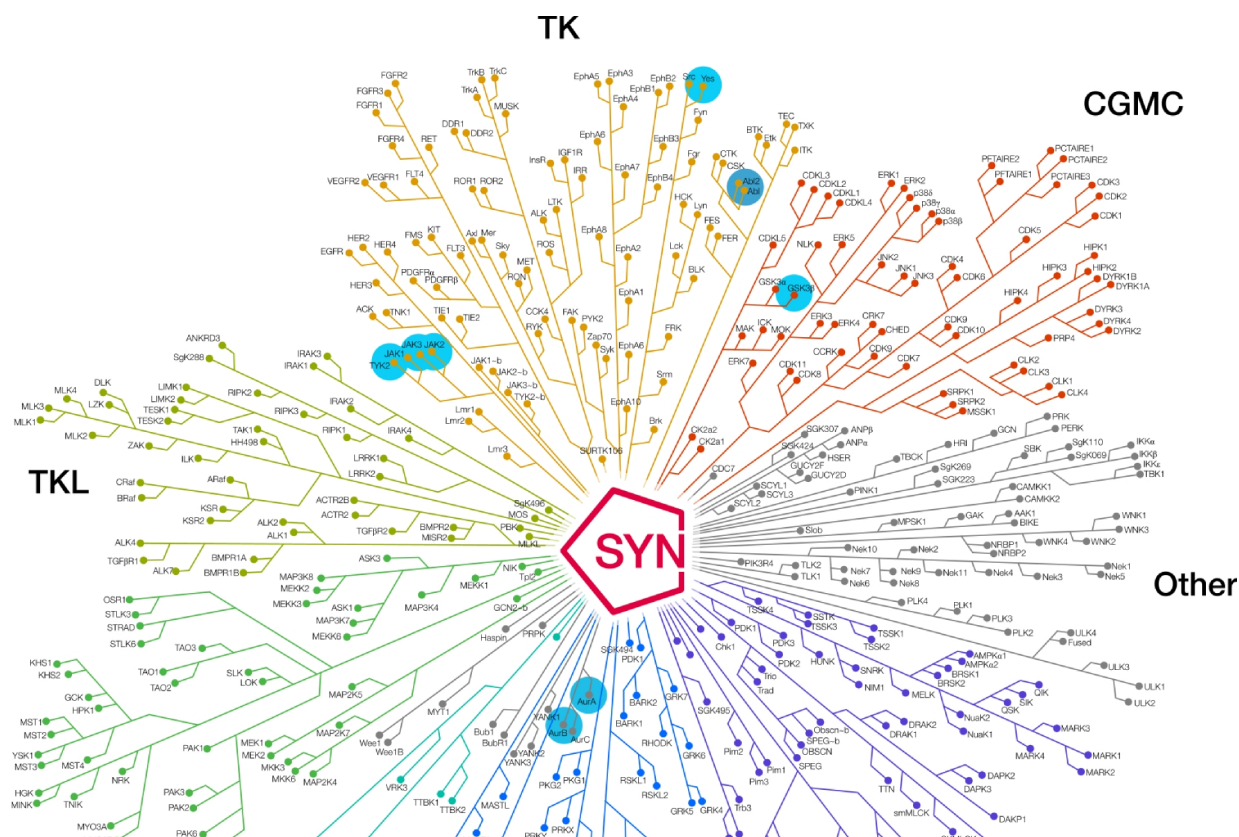 TK
CGMC
TKL
Other
SYN
FGFR2
FGFR3
FGFR1
FGFR4
RET
VEGFR2
VEGFR1
FLT4
TrkB
TrkC
TrkA
MUSK
DDR1
DDR2
ROR1
ROR2
InsR
IGF1R
IRR
LTK
ALK
ROS
EphA5
EphA3
EphB2
EphB1
EphA4
EphA6
EphB3
EphA7
EphB4
EphA8
EphA2
EphA1
EphA6
EphA10
Src
Yes
Fyn
Fgr
HCK
Lyn
Lck
BLK
FRK
Srm
Brk
CTK
CSK
Abl2
Abl
FES
FER
BTK
TEC
TXK
Etk
ITK
HER2
EGFR
HER4
HER3
FMS
KIT
FLT3
PDGFRα
PDGFRβ
Axl
Mer
Sky
MET
RON
ACK
TNK1
TIE1
TIE2
CCK4
RYK
FAK
PYK2
Zap70
Syk
JAK1
JAK3
JAK2
TYK2
JAK1-b
JAK2-b
JAK3-b
TYK2-b
Lmr1
Lmr2
Lmr3
SURTK106
CDKL3
CDKL2
CDKL1
CDKL4
CDKL5
ERK1
ERK2
p38δ
p38γ
p38α
p38β
NLK
ERK5
JNK2
JNK1
JNK3
GSK3α
GSK3β
MAK
ICK
MOK
ERK3
ERK4
ERK7
CRK7
CHED
CCRK
CDK9
CDK11
CDK8
CDK7
PCTAIRE1
PCTAIRE2
PCTAIRE3
PFTAIRE2
PFTAIRE1
CDK3
CDK2
CDK1
CDK5
CDK4
CDK6
CDK9
CDK10
HIPK1
HIPK2
HIPK3
HIPK4
DYRK1B
DYRK1A
DYRK3
DYRK4
DYRK2
PRP4
CLK2
CLK3
CLK1
CLK4
SRPK1
SRPK2
MSSK1
CK2a2
CK2a1
CDC7
ANKRD3
SgK288
IRAK3
IRAK1
IRAK2
IRAK4
DLK
MLK4
LZK
MLK3
MLK1
MLK2
LIMK1
LIMK2
TESK1
TESK2
RIPK2
RIPK3
RIPK1
TAK1
HH498
ZAK
ILK
LRRK1
LRRK2
CRaf
BRaf
ARaf
KSR
KSR2
ACTR2B
ACTR2
TGFβR2
BMPR2
MISR2
ALK2
ALK1
ALK4
TGFβR1
ALK7
BMPR1A
BMPR1B
SgK496
MOS
PBK
MLKL
NIK
Tpl2
GCN2-b
SGK307
SGK424
ANPβ
ANPα
HSER
GUCY2F
GUCY2D
SCYL1
SCYL3
SCYL2
TBCK
PINK1
HRI
GCN
PRK
PERK
SgK269
SGK223
SBK
SgK110
SgK069
IKKα
IKKβ
IKKε
TBK1
CAMKK1
CAMKK2
Slob
MPSK1
GAK
AAK1
BIKE
WNK1
WNK3
WNK2
WNK4
NRBP1
NRBP2
PIK3R4
TLK2
TLK1
Nek10
Nek2
Nek7
Nek6
Nek9
Nek8
Nek11
Nek4
Nek3
Nek1
Nek5
PLK4
PLK1
PLK3
PLK2
ULK4
Fused
ULK3
ULK1
ULK2
ASK3
MAP3K8
MEKK2
MEKK3
ASK1
MAP3K7
MEKK6
MAP3K4
MEKK1
OSR1
STLK3
STRAD
STLK6
TAO3
TAO1
TAO2
SLK
LOK
KHS1
KHS2
GCK
HPK1
MST1
MST2
YSK1
MST3
MST4
HGK
MINK
TNIK
NRK
MYO3A
PAK1
PAK3
PAK2
PAK6
MAP2K5
MAP2K7
MEK1
MEK2
MKK3
MKK6
MAP2K4
Haspin
PRPK
Wee1
Wee1B
MYT1
VRK3
TTBK1
TTBK2
Bub1
BubR1
AurA
AurB
AurC
YANK1
YANK2
YANK3
MASTL
PKG2
PKG1
PRKY
PRKX
SGK494
PDK1
BARK2
BARK1
RHODK
GRK7
GRK6
GRK5
GRK4
RSKL1
RSKL2
TSSK4
SSTK
TSSK3
TSSK1
TSSK2
PDK1
Chk1
PDK3
PDK2
HUNK
SNRK
NIM1
Trio
Trad
SGK495
Pim2
Pim1
Pim3
Trb3
Obscn-b
SPEG-b
OBSCN
SPEG
AMPKα1
AMPKα2
BRSK1
BRSK2
MELK
NuaK2
NuaK1
QIK
SIK
QSK
MARK3
MARK4
MARK1
MARK2
DRAK2
DRAK1
TTN
smMLCK
DAPK2
DAPK3
DAKP1